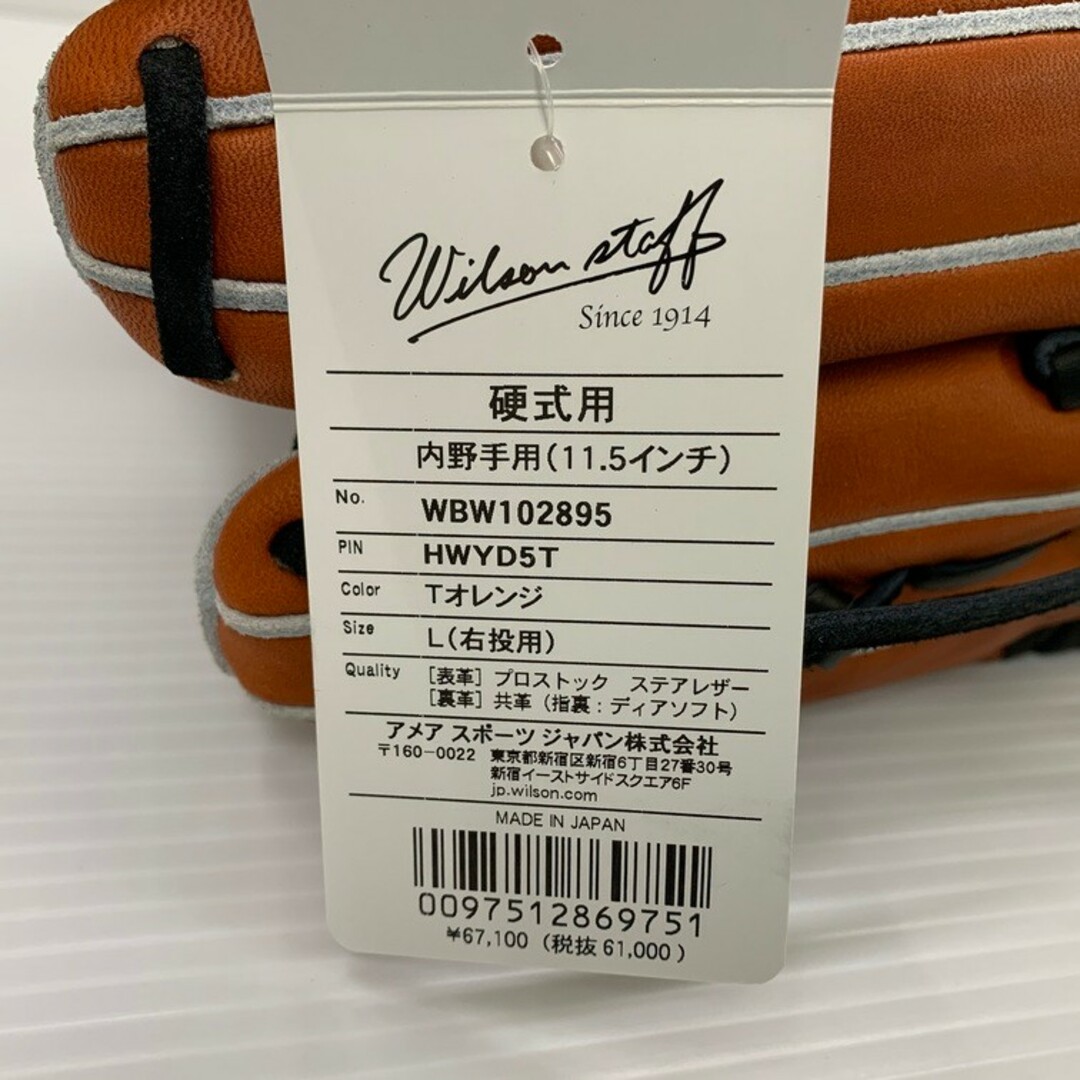 Wilson staff
Since 1914
硬式用
内野手用(11.5インチ)
No. WBW102895
PIN HWYD5T
Color Tオレンジ
Size L(右投用)
Quality [表革] プロストック ステアレザー
[裏革] 共革 (指裏:ディアソフト)
アメア スポーツ ジャパン株式会社
〒160-0022 東京都新宿区新宿6丁目27番30号
新宿イーストサイドスクエア6F
jp.wilson.com
MADE IN JAPAN
0097512869751
¥67,100 (税抜 61,000)